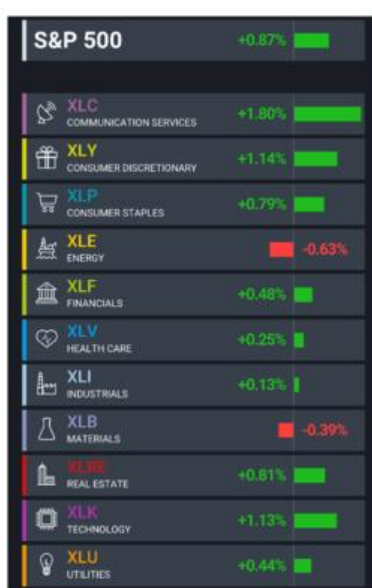 S&P 500 +0.87%
XLC +1.80%
COMMUNICATION SERVICES
XLY +1.14%
CONSUMER DISCRETIONARY
XLP +0.79%
CONSUMER STAPLES
XLE -0.63%
ENERGY
XLF +0.48%
FINANCIALS
XLV +0.25%
HEALTH CARE
XLI +0.13%
INDUSTRIALS
XLB -0.39%
MATERIALS
XLRE +0.81%
REAL ESTATE
XLK +1.13%
TECHNOLOGY
XLU +0.44%
UTILITIES